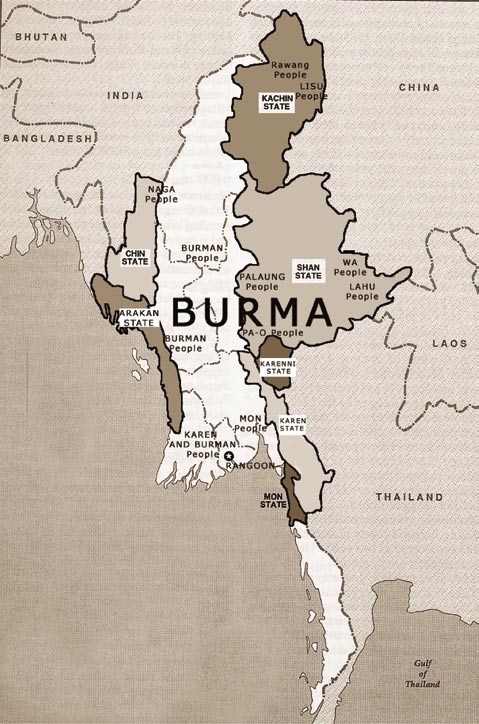 BHUTAN
INDIA
CHINA
BANGLADESH
Rawang
People
LISU
People
KACHIN
STATE
NAGA
People
CHIN
STATE
BURMAN
People
PALAUNG
People
SHAN
STATE
WA
People
LAHU
People
ARAKAN
STATE
BURMA
PA-O People
BURMAN
People
LAOS
KARENNI
STATE
KAREN
STATE
MON
People
KAREN
AND BURMAN
People
RANGOON
MON
STATE
THAILAND
Gulf
of
Thailand